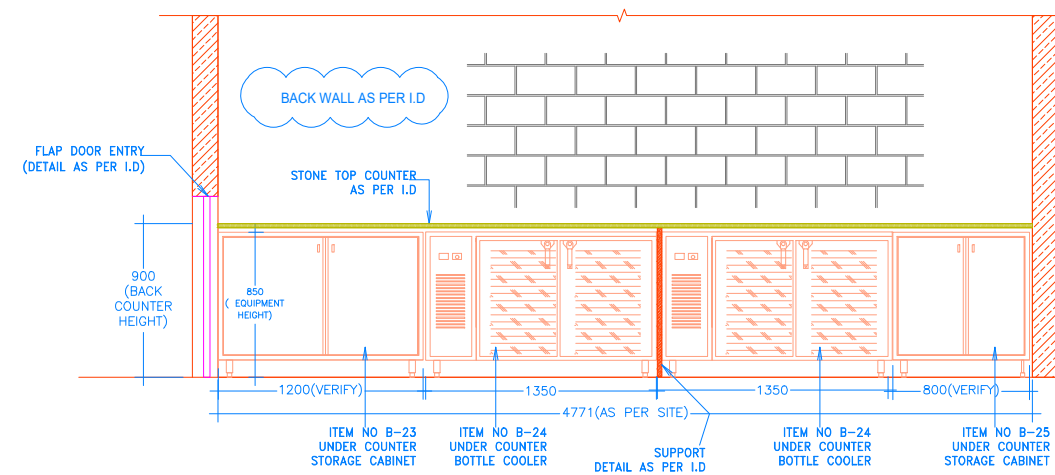 BACK WALL AS PER I.D
FLAP DOOR ENTRY
(DETAIL AS PER I.D)
STONE TOP COUNTER
AS PER I.D
900
(BACK
COUNTER
HEIGHT)
850
( EQUIPMENT
HEIGHT)
1200(VERIFY)
1350
1350
800(VERIFY)
4771(AS PER SITE)
ITEM NO B-23
UNDER COUNTER
STORAGE CABINET
ITEM NO B-24
UNDER COUNTER
BOTTLE COOLER
SUPPORT
DETAIL AS PER I.D
ITEM NO B-24
UNDER COUNTER
BOTTLE COOLER
ITEM NO B-25
UNDER COUNTER
STORAGE CABINET